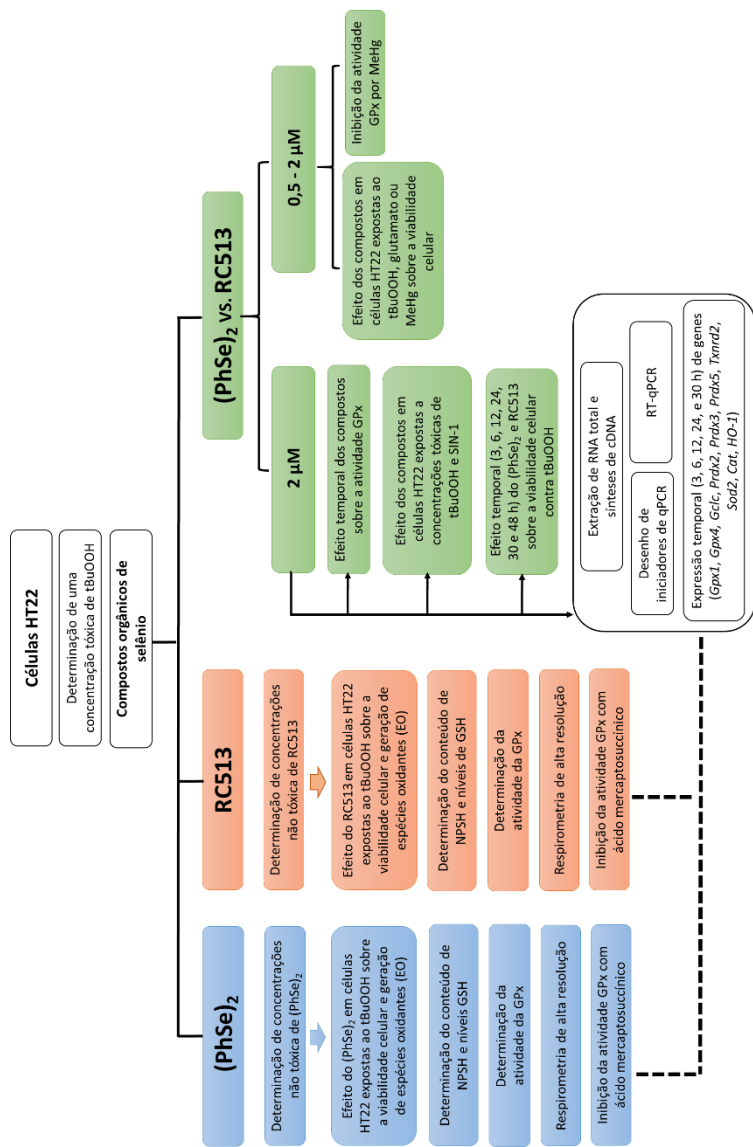 Células HT22
Determinação de uma
concentração tóxica de tBuOOH
Compostos orgânicos de
selênio
(PhSe)₂
Determinação de concentrações
não tóxica de (PhSe)₂
Efeito do (PhSe)₂ em células
HT22 expostas ao tBuOOH sobre
a viabilidade celular e geração
de espécies oxidantes (EO)
Determinação do conteúdo de
NPSH e níveis GSH
Determinação da
atividade da GPx
Respirometria de alta resolução
Inibição da atividade GPx com
ácido mercaptosuccínico
RC513
Determinação de concentrações
não tóxica de RC513
Efeito do RC513 em células HT22
expostas ao tBuOOH sobre a
viabilidade celular e geração de
espécies oxidantes (EO)
Determinação do conteúdo de
NPSH e níveis de GSH
Determinação da
atividade da GPx
Respirometria de alta resolução
Inibição da atividade GPx com
ácido mercaptosuccínico
(PhSe)₂ vs. RC513
2 µM
Efeito temporal dos compostos
sobre a atividade GPx
Efeito dos compostos em
células HT22 expostas a
concentrações tóxicas de
tBuOOH e SIN-1
Efeito temporal (3, 6, 12, 24,
30 e 48 h) do (PhSe)₂ e RC513
sobre a viabilidade celular
contra tBuOOH
0,5 - 2 µM
Efeito dos compostos em
células HT22 expostas ao
tBuOOH, glutamato ou
MeHg sobre a viabilidade
celular
Inibição da atividade
GPx por MeHg
Extração de RNA total e
sínteses de cDNA
Desenho de
iniciadores de qPCR
RT-qPCR
Expressão temporal (3, 6, 12, 24, e 30 h) de genes
(Gpx1, Gpx4, Gclc, Prdx2, Prdx3, Prdx5, Txnrd2,
Sod2, Cat, HO-1)